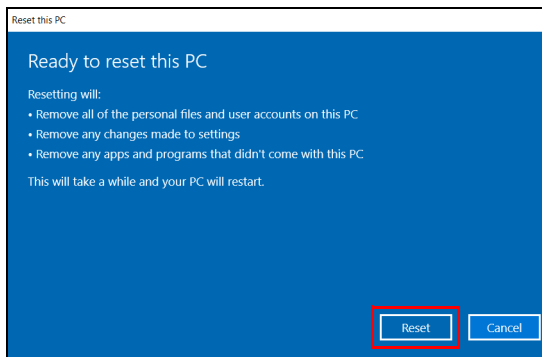 Reset this PC
Ready to reset this PC
Resetting will:
• Remove all of the personal files and user accounts on this PC
• Remove any changes made to settings
• Remove any apps and programs that didn't come with this PC
This will take a while and your PC will restart.
Reset Cancel